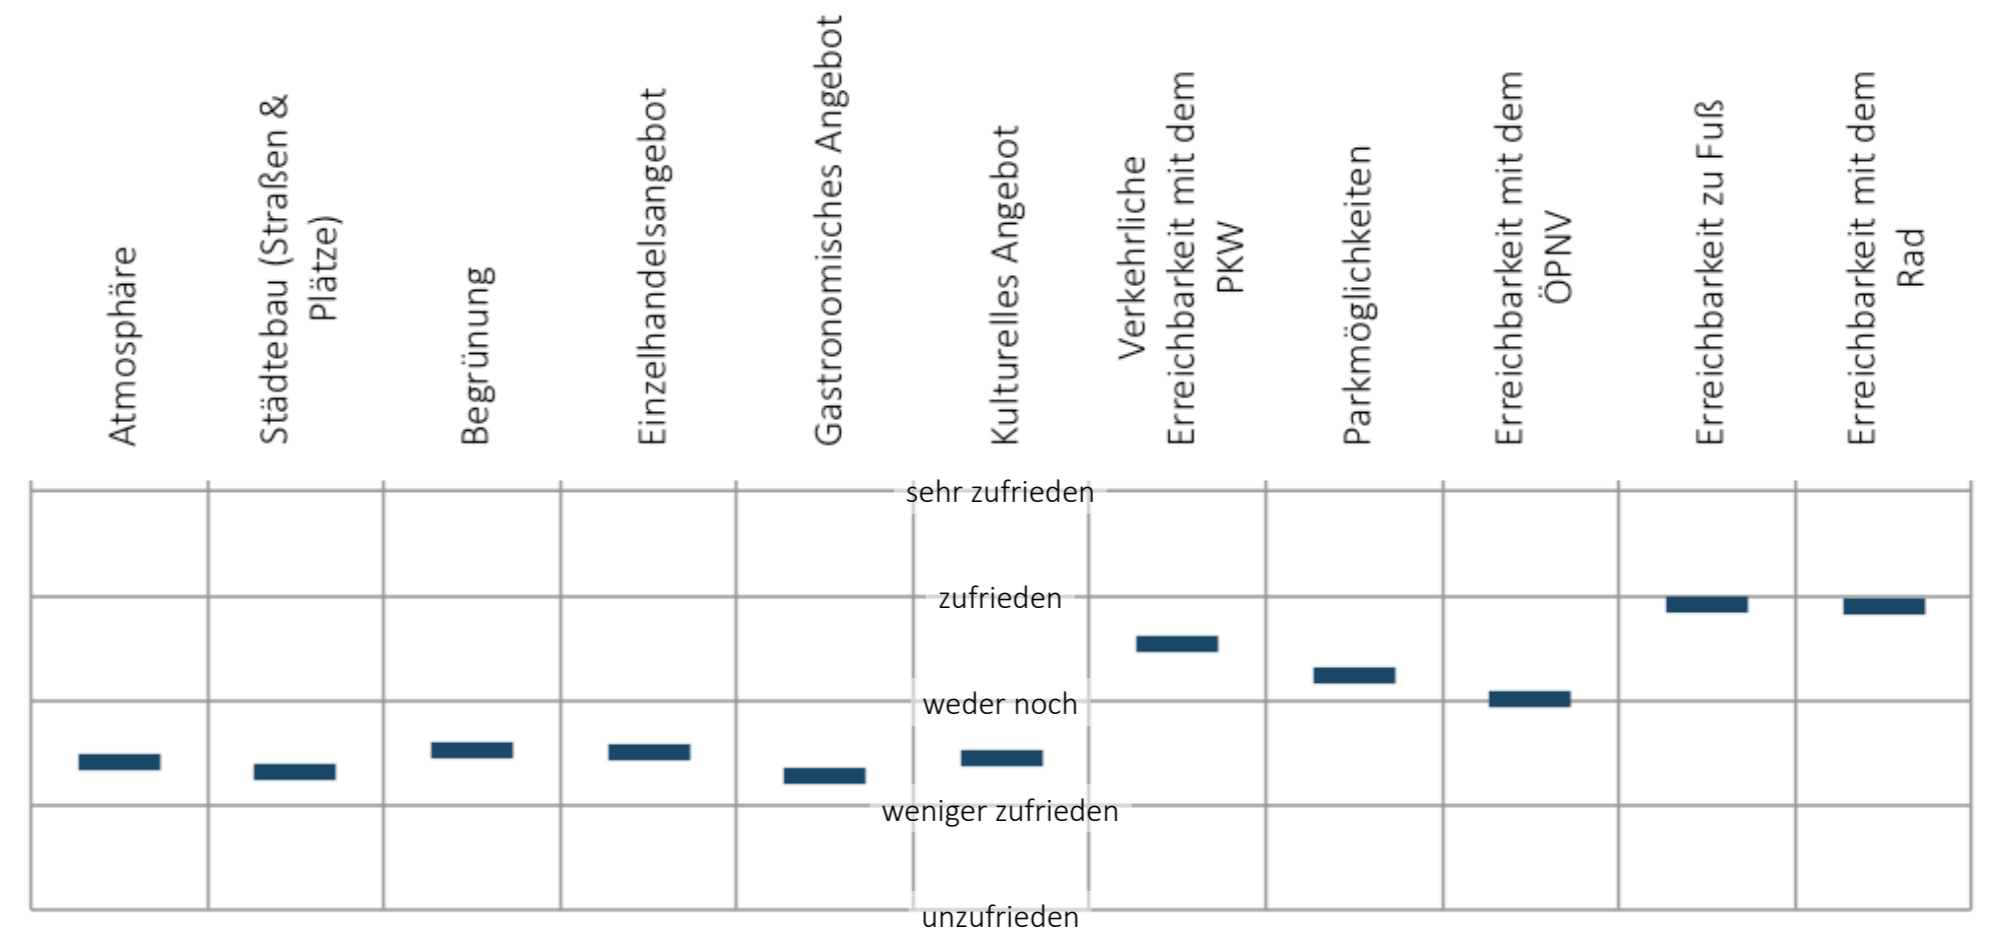 Atmosphäre
Städtebau (Straßen &
Plätze)
Begrünung
Einzelhandelsangebot
Gastronomisches Angebot
Kulturelles Angebot
Verkehrliche
Erreichbarkeit mit dem
PKW
Parkmöglichkeiten
Erreichbarkeit mit dem
ÖPNV
Erreichbarkeit zu Fuß
Erreichbarkeit mit dem
Rad
sehr zufrieden
zufrieden
weder noch
weniger zufrieden
unzufrieden